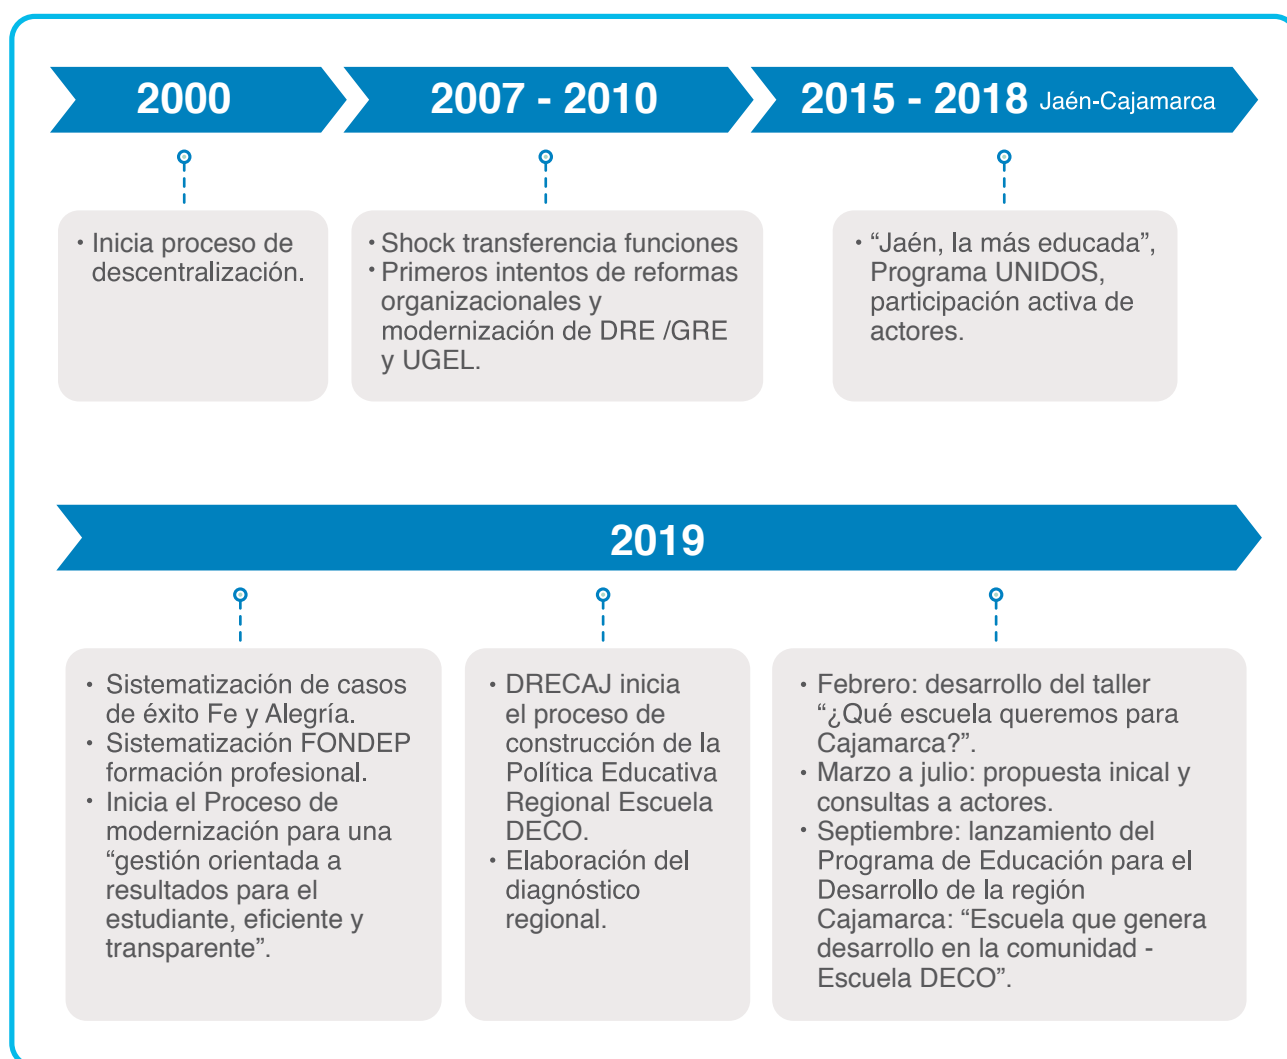 2000
2007 - 2010
2015 - 2018 Jaén-Cajamarca
• Inicia proceso de
descentralización.
• Shock transferencia funciones
• Primeros intentos de reformas
organizacionales y
modernización de DRE /GRE
y UGEL.
• “Jaén, la más educada”,
Programa UNIDOS,
participación activa de
actores.
2019
• Sistematización de casos
de éxito Fe y Alegría.
• Sistematización FONDEP
formación profesional.
• Inicia el Proceso de
modernización para una
“gestión orientada a
resultados para el
estudiante, eficiente y
transparente”.
• DRECAJ inicia
el proceso de
construcción de la
Política Educativa
Regional Escuela
DECO.
• Elaboración del
diagnóstico
regional.
• Febrero: desarrollo del taller
“¿Qué escuela queremos para
Cajamarca?”.
• Marzo a julio: propuesta inical y
consultas a actores.
• Septiembre: lanzamiento del
Programa de Educación para el
Desarrollo de la región
Cajamarca: “Escuela que genera
desarrollo en la comunidad -
Escuela DECO”.